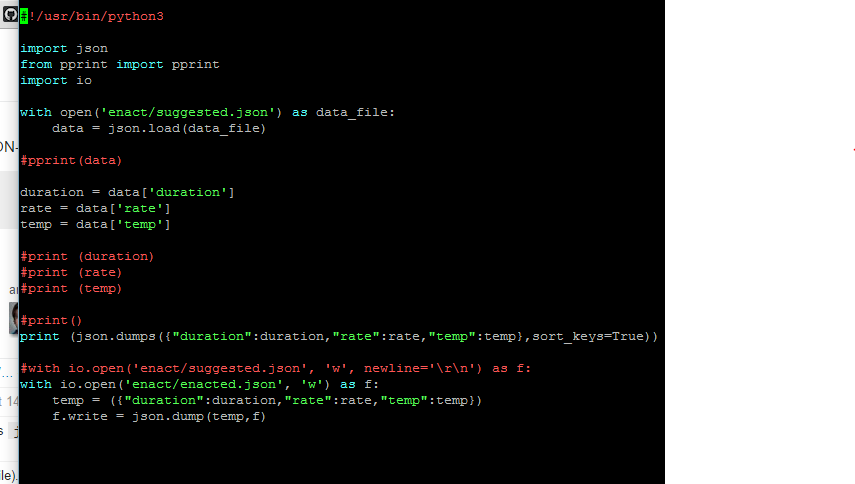 #!/usr/bin/python3
import json
from pprint import pprint
import io
with open('enact/suggested.json') as data_file:
    data = json.load(data_file)
#pprint(data)
duration = data['duration']
rate = data['rate']
temp = data['temp']
#print (duration)
#print (rate)
#print (temp)
#print()
print (json.dumps({"duration":duration,"rate":rate,"temp":temp},sort_keys=True))
#with io.open('enact/suggested.json', 'w', newline='\r\n') as f:
with io.open('enact/enacted.json', 'w') as f:
    temp = ({"duration":duration,"rate":rate,"temp":temp})
    f.write = json.dump(temp,f)